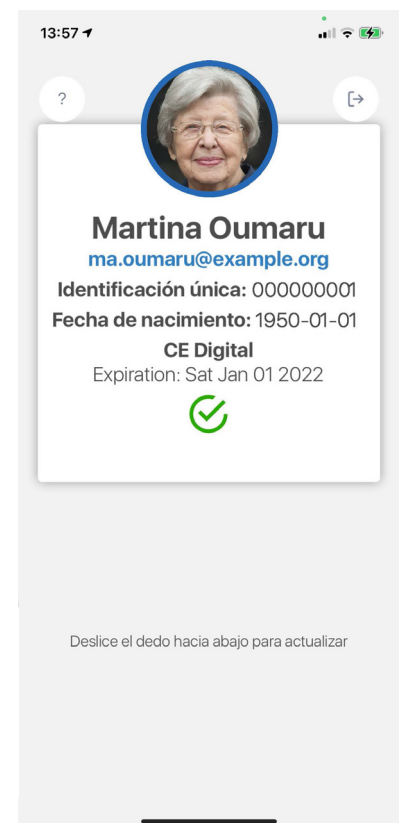 13:57
?
Martina Oumaru
ma.oumaru@example.org
Identificación única: 000000001
Fecha de nacimiento: 1950-01-01
CE Digital
Expiration: Sat Jan 01 2022
Deslice el dedo hacia abajo para actualizar